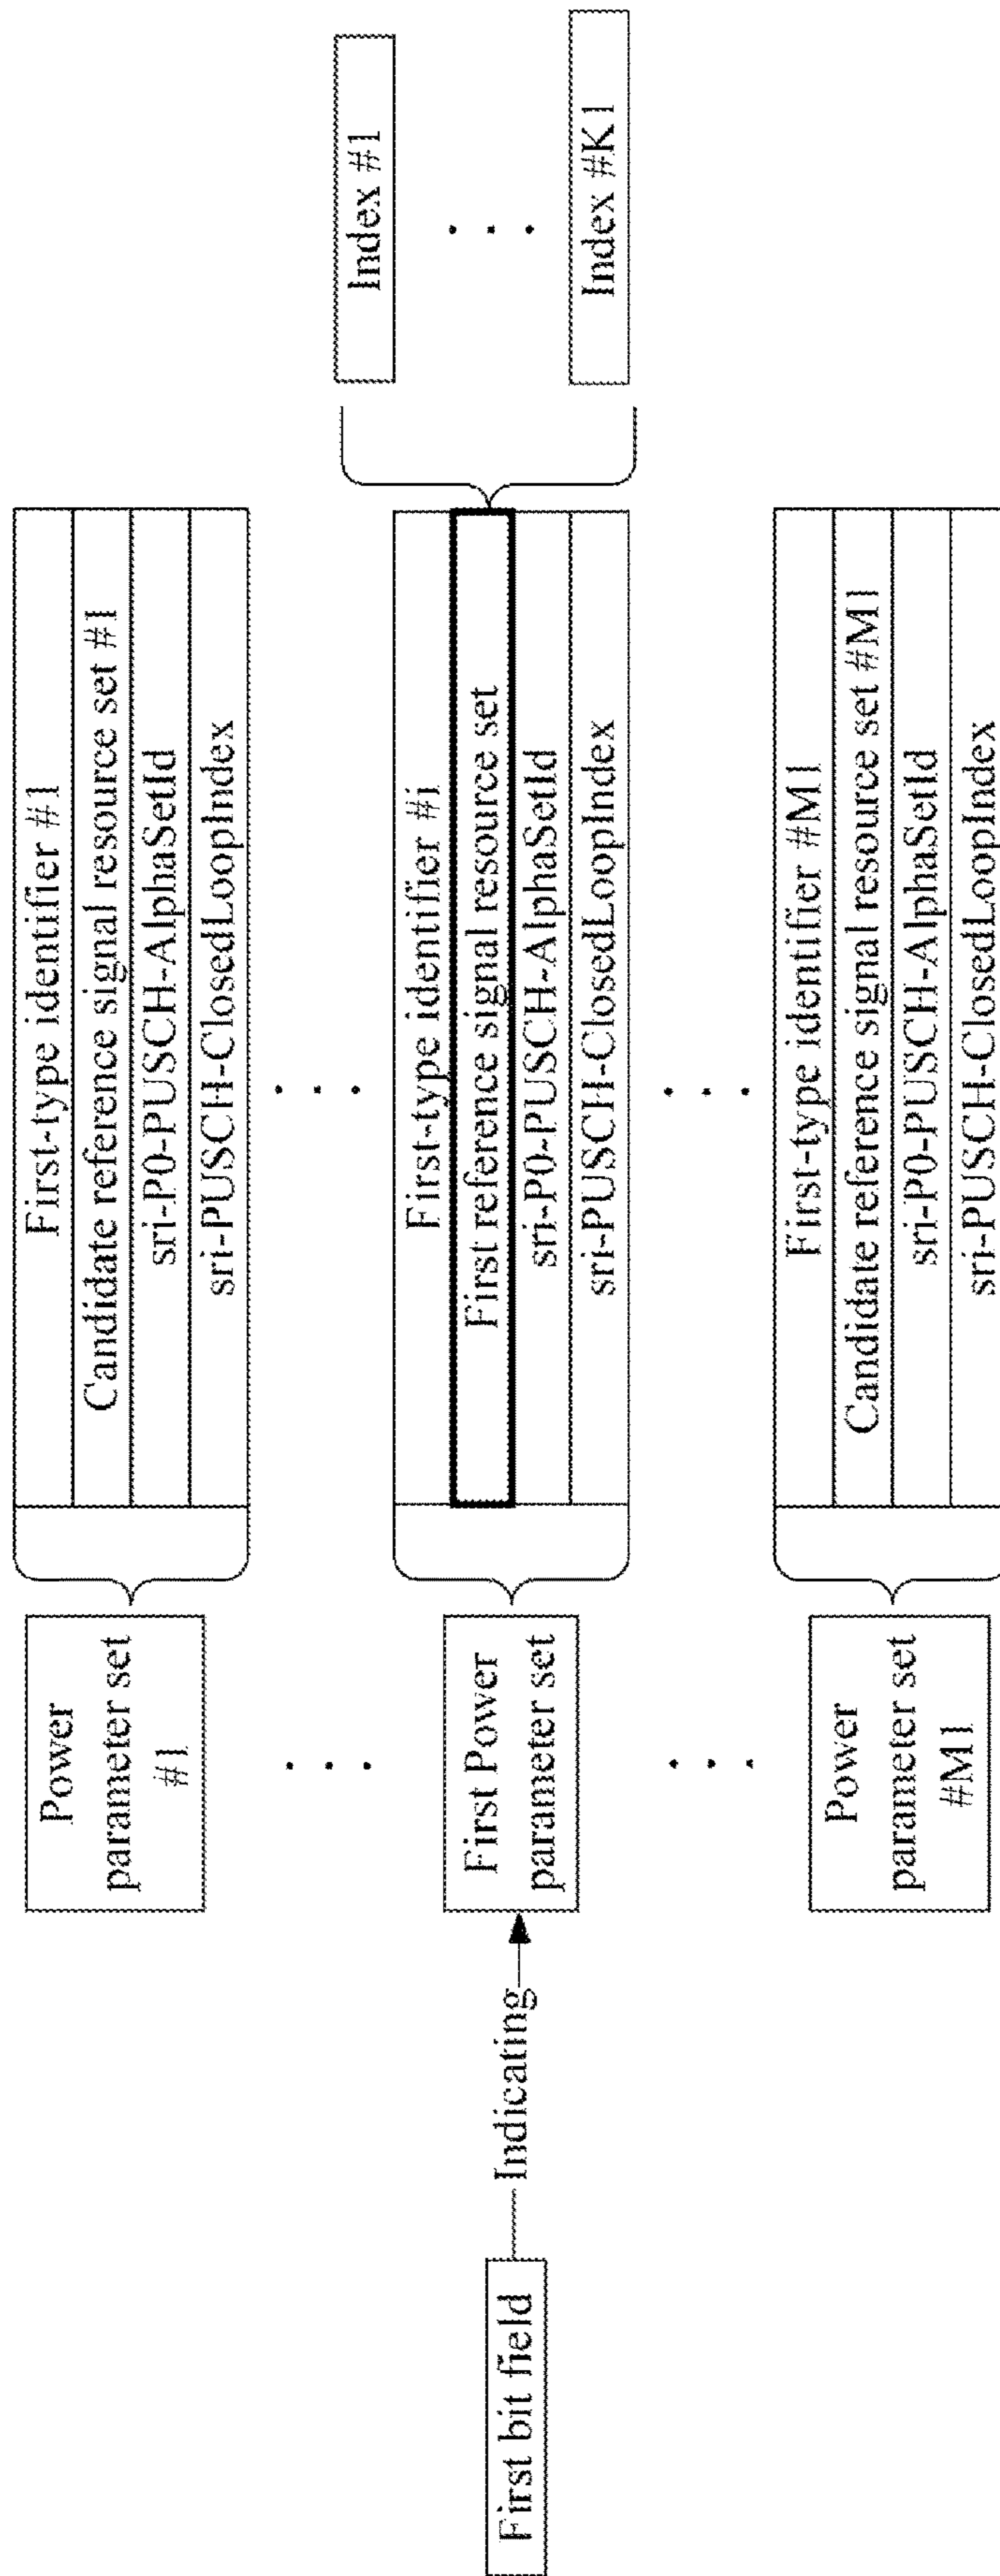 First bit field
Indicating
Power
parameter set
#1
First-type identifier #1
Candidate reference signal resource set #1
sri-P0-PUSCH-AlphaSetId
sri-PUSCH-ClosedLoopIndex
First Power
parameter set
First-type identifier #i
First reference signal resource set
sri-P0-PUSCH-AlphaSetId
sri-PUSCH-ClosedLoopIndex
Index #1
Index #K1
Power
parameter set
#M1
First-type identifier #M1
Candidate reference signal resource set #M1
sri-P0-PUSCH-AlphaSetId
sri-PUSCH-ClosedLoopIndex